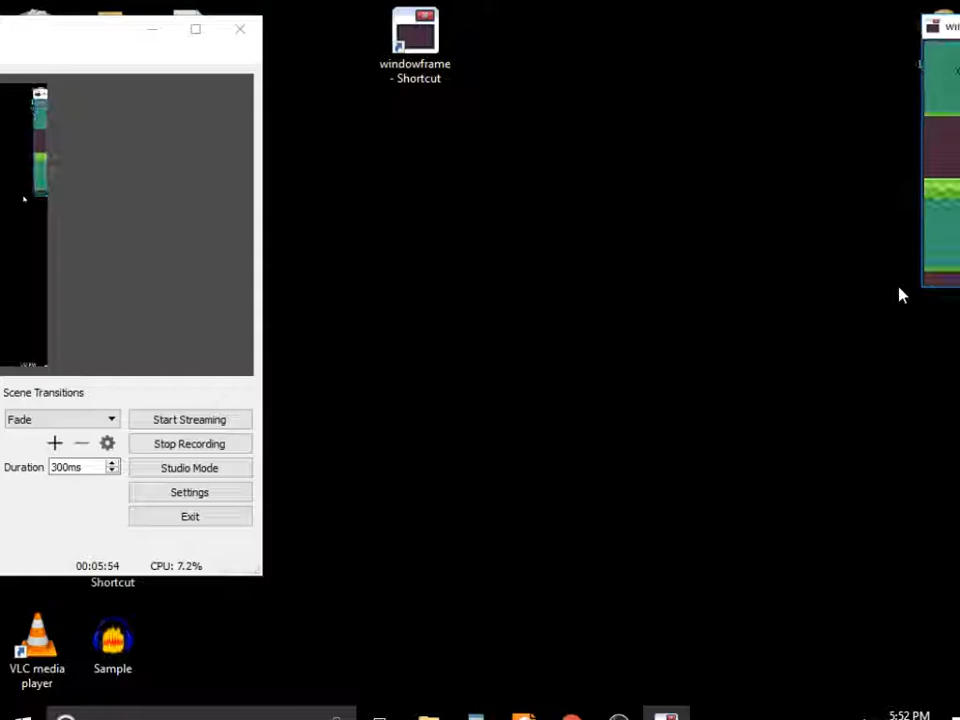 windowframe
- Shortcut
Scene Transitions
Fade
Start Streaming
Stop Recording
Duration
300ms
Studio Mode
Settings
Exit
00:05:54
CPU: 7.2%
Shortcut
VLC media
player
Sample
5:52 PM